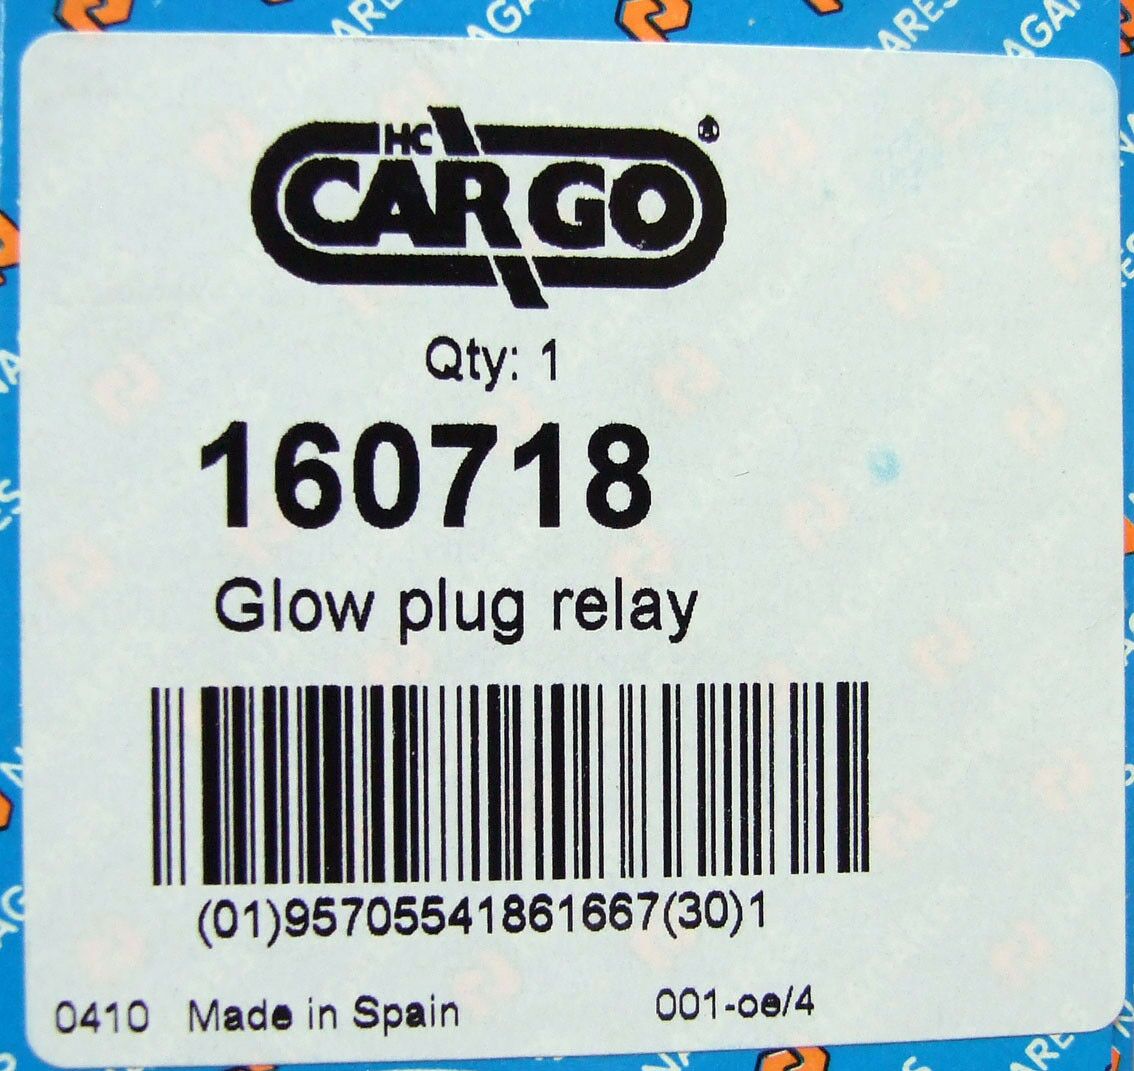 HC
CARGO®
Qty: 1
160718
Glow plug relay
(01)95705541861667(30)1
0410 Made in Spain 001-oe/4